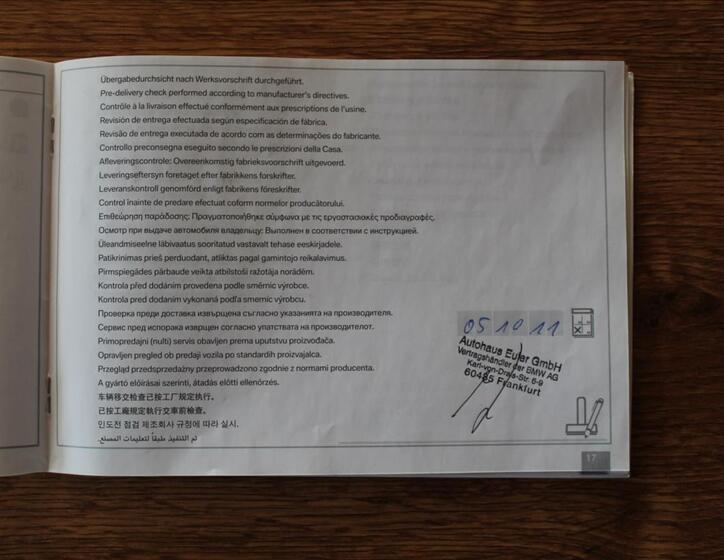 Übergabedurchsicht nach Werksvorschrift durchgeführt.
Pre-delivery check performed according to manufacturer's directives.
Contrôle à la livraison effectué conformément aux prescriptions de l'usine.
Revisión de entrega efectuada según especificación de fábrica.
Revisão de entrega executada de acordo com as determinações do fabricante.
Controllo preconsegna eseguito secondo le prescrizioni della Casa.
Afleveringscontrole: Overeenkomstig fabrieksvoorschrift uitgevoerd.
Leveringseftersyn foretaget efter fabrikkens forskrifter.
Leveranskontroll genomförd enligt fabrikens föreskrifter.
Control înainte de predare efectuat coform normelor producătorului.
Επιθεώρηση παράδοσης: Πραγματοποιήθηκε σύμφωνα με τις εργοστασιακές προδιαγραφές.
Осмотр при выдаче автомобиля владельцу: Выполнен в соответствии с инструкцией.
Üleandmiseelne läbivaatus sooritatud vastavalt tehase eeskirjadele.
Patikrinimas prieš perduodant, atliktas pagal gamintojo reikalavimus.
Pirmspiegādes pārbaude veikta atbilstoši ražotāja norādēm.
Kontrola před dodáním provedena podle směrnic výrobce.
Kontrola pred dodaním vykonaná podľa smerníc výrobcu.
Проверка преди доставка извършена съгласно указанията на производителя.
Сервис пред испорака извршен согласно упатствата на производителот.
Primopredajni (nulti) servis obavljen prema uputstvu proizvođača.
Opravljen pregled ob predaji vozila po standardih proizvajalca.
Przegląd przedsprzedażny przeprowadzono zgodnie z normami producenta.
A gyártó előírásai szerinti, átadás előtti ellenőrzés.
车辆移交检查已按工厂规定执行。
已按工廠規定執行交車前檢查。
인도전 점검 제조회사 규정에 따라 실시.
تم التنفيذ طبقاً لتعليمات المصنع.
05 10 11
Autohaus Euler GmbH
Vertragshändler der BMW AG
Karl-von-Drais-Str. 6-9
60435 Frankfurt
17